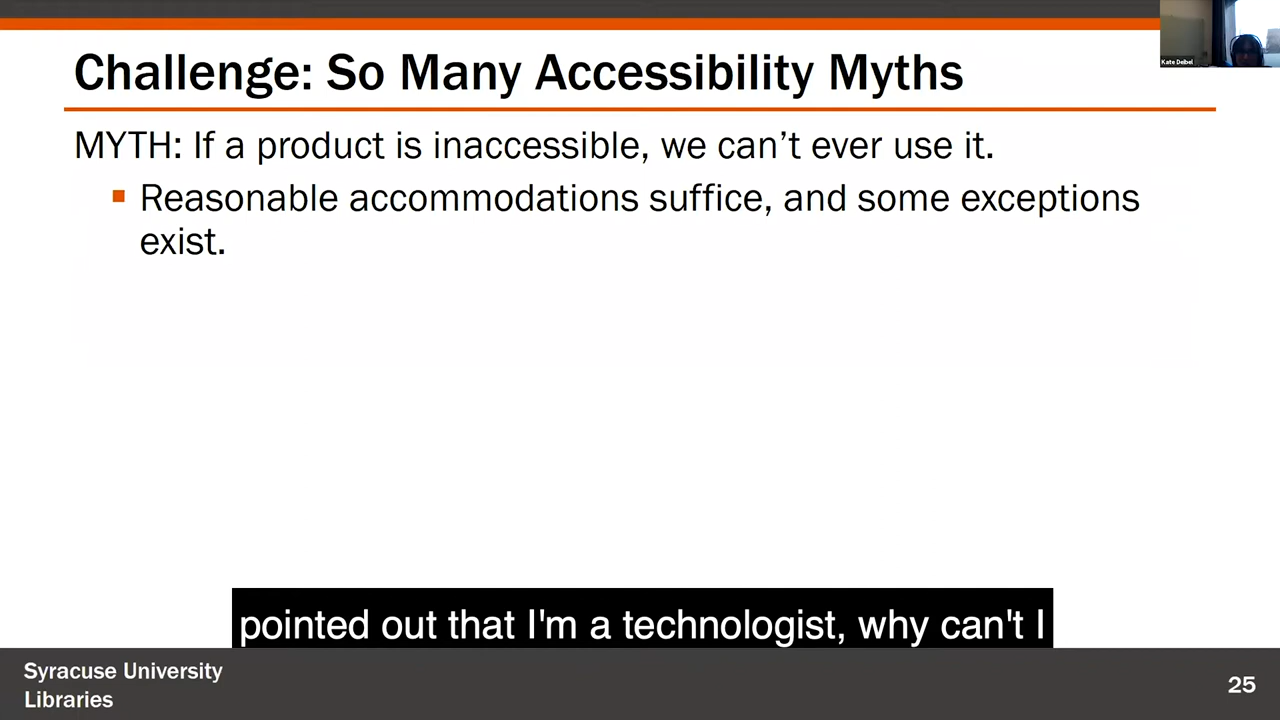 Challenge: So Many Accessibility Myths
Kate Deibel
MYTH: If a product is inaccessible, we can’t ever use it.
Reasonable accommodations suffice, and some exceptions
exist.
pointed out that I'm a technologist, why can't I
Syracuse University
Libraries
25